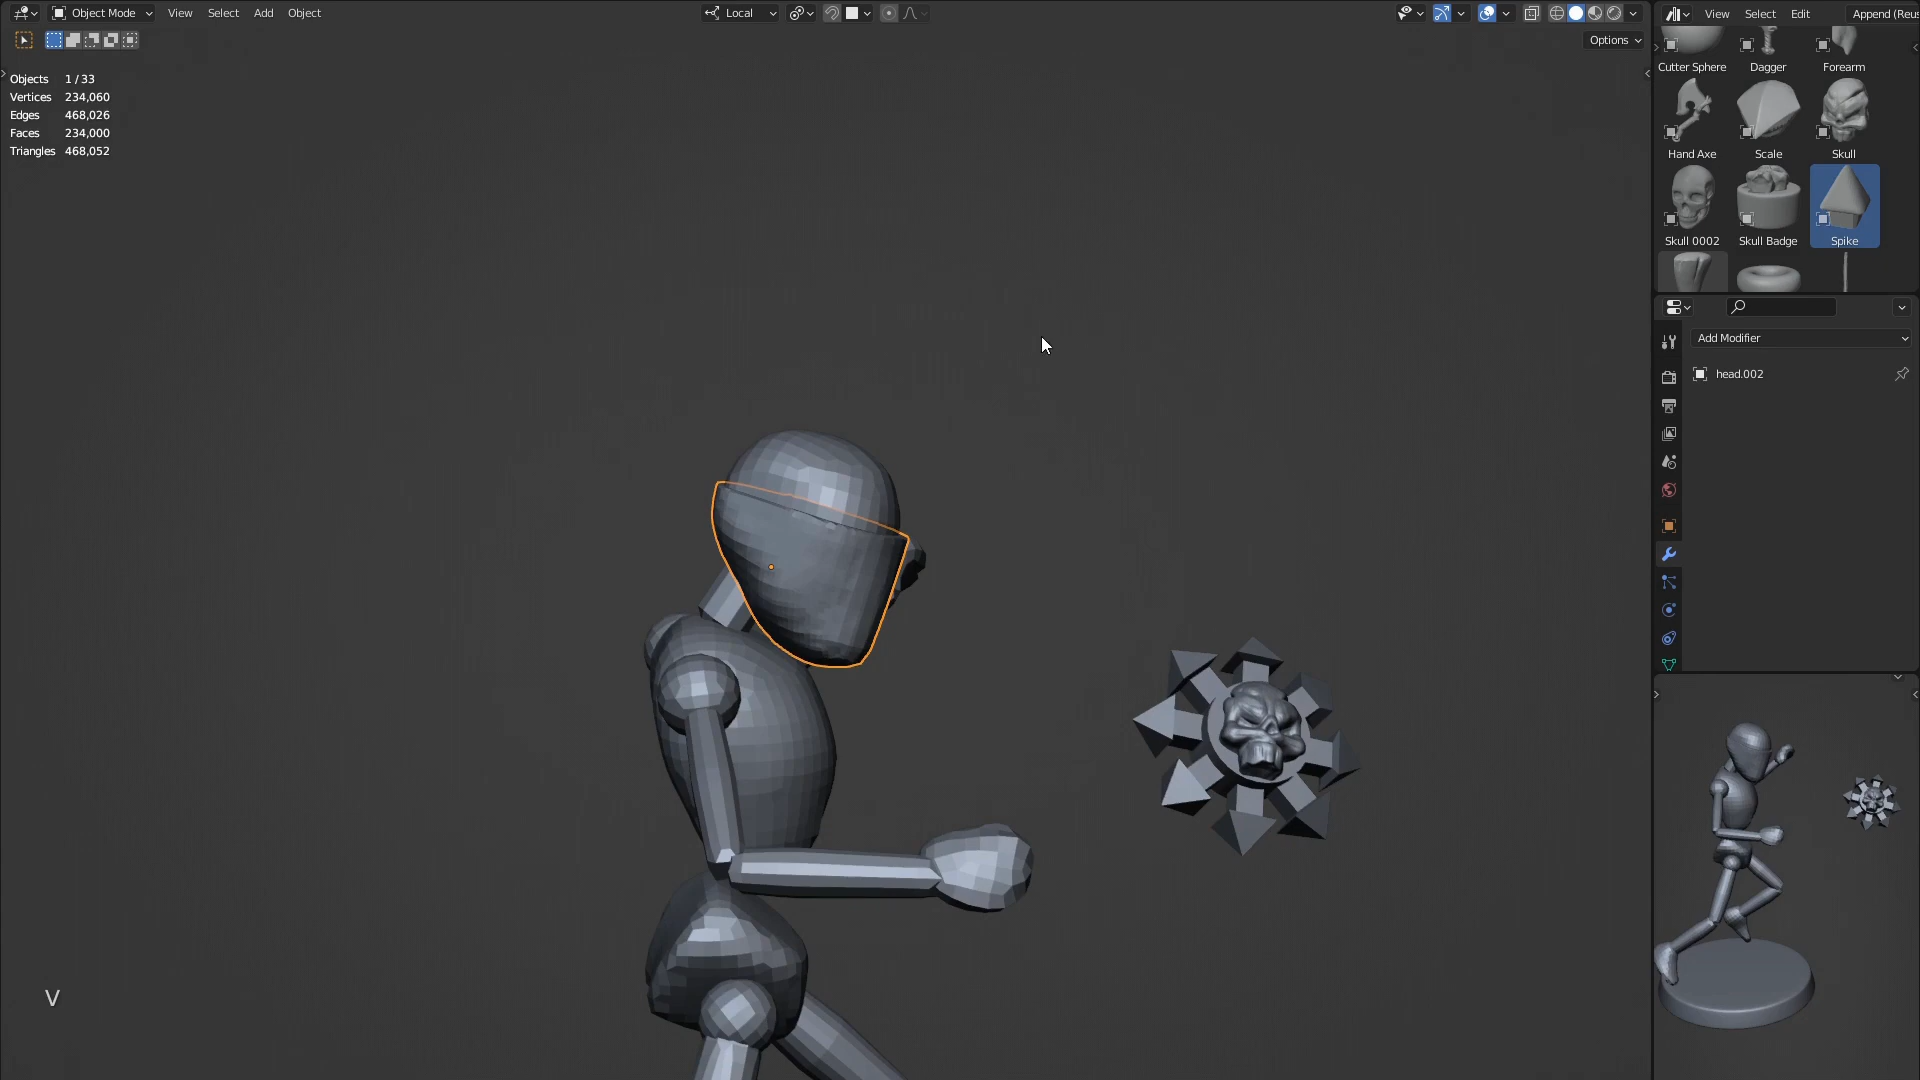 Object Mode View Select Add Object Local
View Select Edit Append (Reus
Options
Objects 1 / 33
Vertices 234,060
Edges 468,026
Faces 234,000
Triangles 468,052
Cutter Sphere Dagger Forearm
Hand Axe Scale Skull
Skull 0002 Skull Badge Spike
Add Modifier
head.002
V